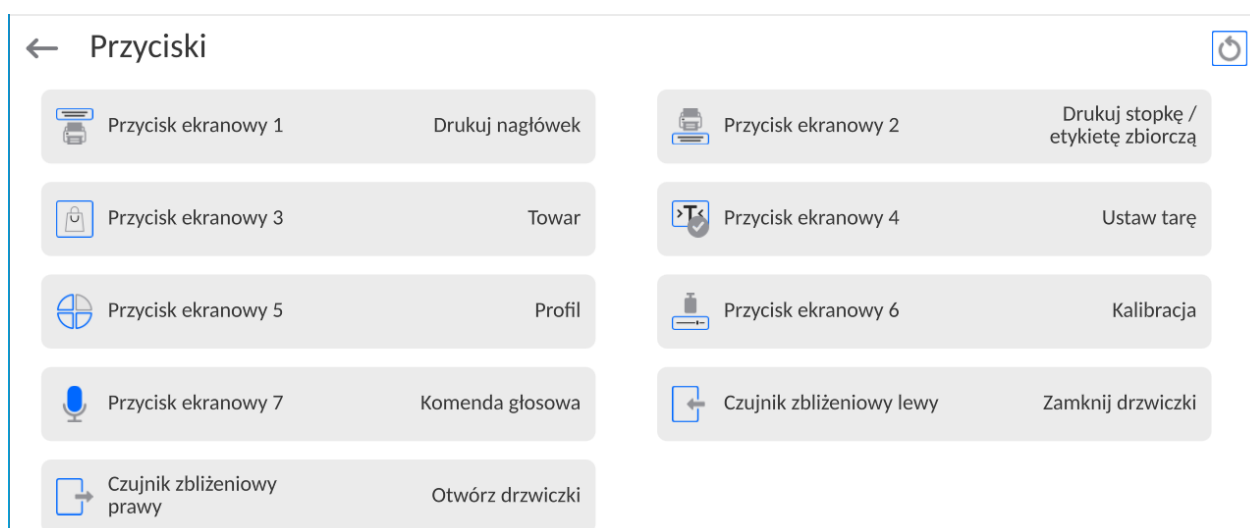 Przyciski
Przycisk ekranowy 1 Drukuj nagłówek
Przycisk ekranowy 2 Drukuj stopkę /
etykietę zbiorczą
Przycisk ekranowy 3 Towar
>T< Przycisk ekranowy 4 Ustaw tarę
Przycisk ekranowy 5 Profil
Przycisk ekranowy 6 Kalibracja
Przycisk ekranowy 7 Komenda głosowa
Czujnik zbliżeniowy lewy Zamknij drzwiczki
Czujnik zbliżeniowy
prawy Otwórz drzwiczki